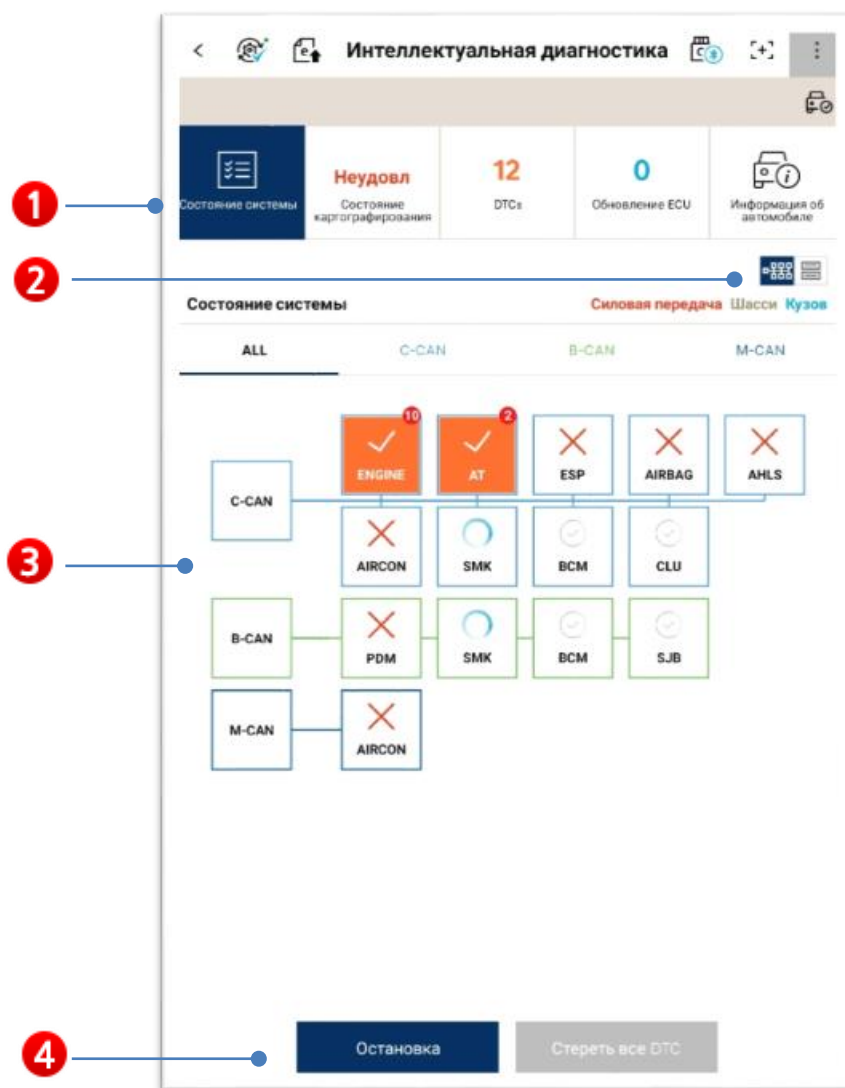 Интеллектуальная диагностика
Неудовл
12
0
Состояние системы
Состояние картографирования
DTCs
Обновление ECU
Информация об автомобиле
1
2
Состояние системы
Силовая передача Шасси Кузов
ALL
C-CAN
B-CAN
M-CAN
10
2
ENGINE
AT
ESP
AIRBAG
AHLS
C-CAN
3
AIRCON
SMK
BCM
CLU
B-CAN
PDM
SMK
BCM
SJB
M-CAN
AIRCON
4
Остановка
Стереть все DTC